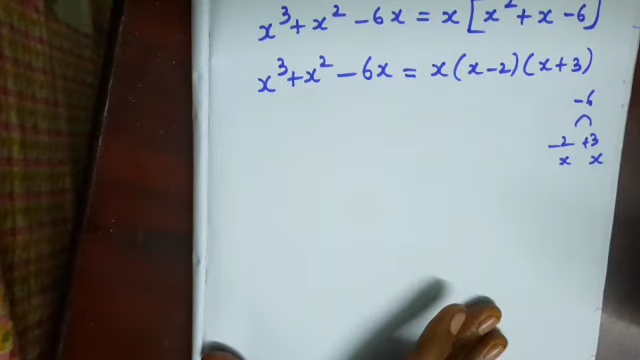 x³ + x² - 6x = x[x² + x - 6]
x³ + x² - 6x = x(x-2)(x+3)
-6
-2 +3
x x